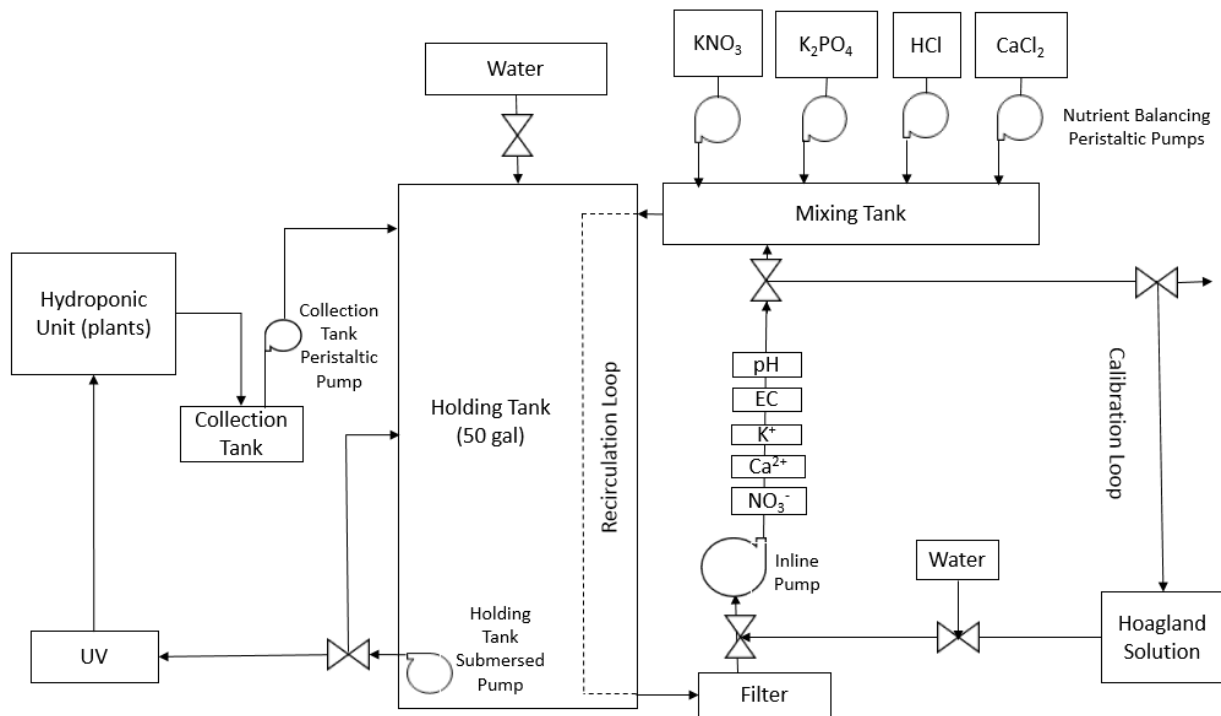 KNO₃
K₂PO₄
HCl
CaCl₂
Water
Nutrient Balancing
Peristaltic Pumps
Mixing Tank
Hydroponic
Unit (plants)
Collection
Tank
Peristaltic
Pump
Collection
Tank
Holding Tank
(50 gal)
Recirculation Loop
pH
EC
K⁺
Ca²⁺
NO₃⁻
Calibration Loop
Inline
Pump
Water
Holding
Tank
Submersed
Pump
UV
Filter
Hoagland
Solution